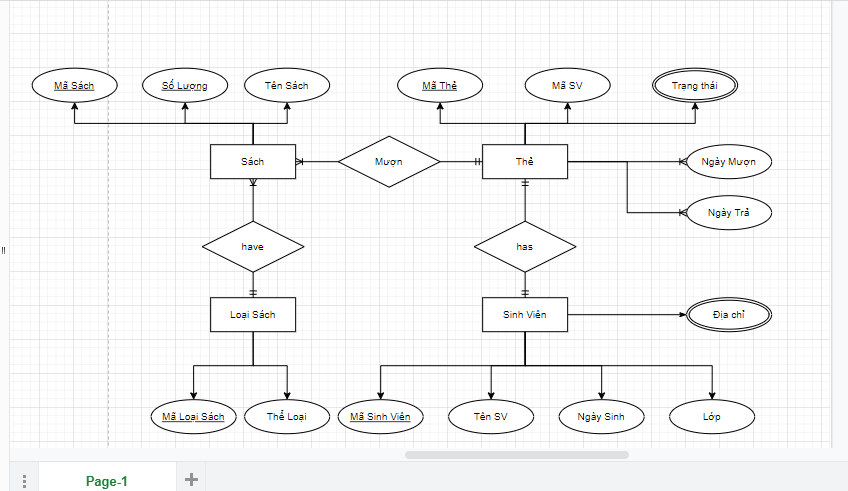 Mã Sách
Số Lượng
Tên Sách
Mã Thẻ
Mã SV
Trạng thái
Sách
Mượn
Thẻ
Ngày Mượn
Ngày Trả
have
has
Loại Sách
Sinh Viên
Địa chỉ
Mã Loại Sách
Thể Loại
Mã Sinh Viên
Tên SV
Ngày Sinh
Lớp
Page-1